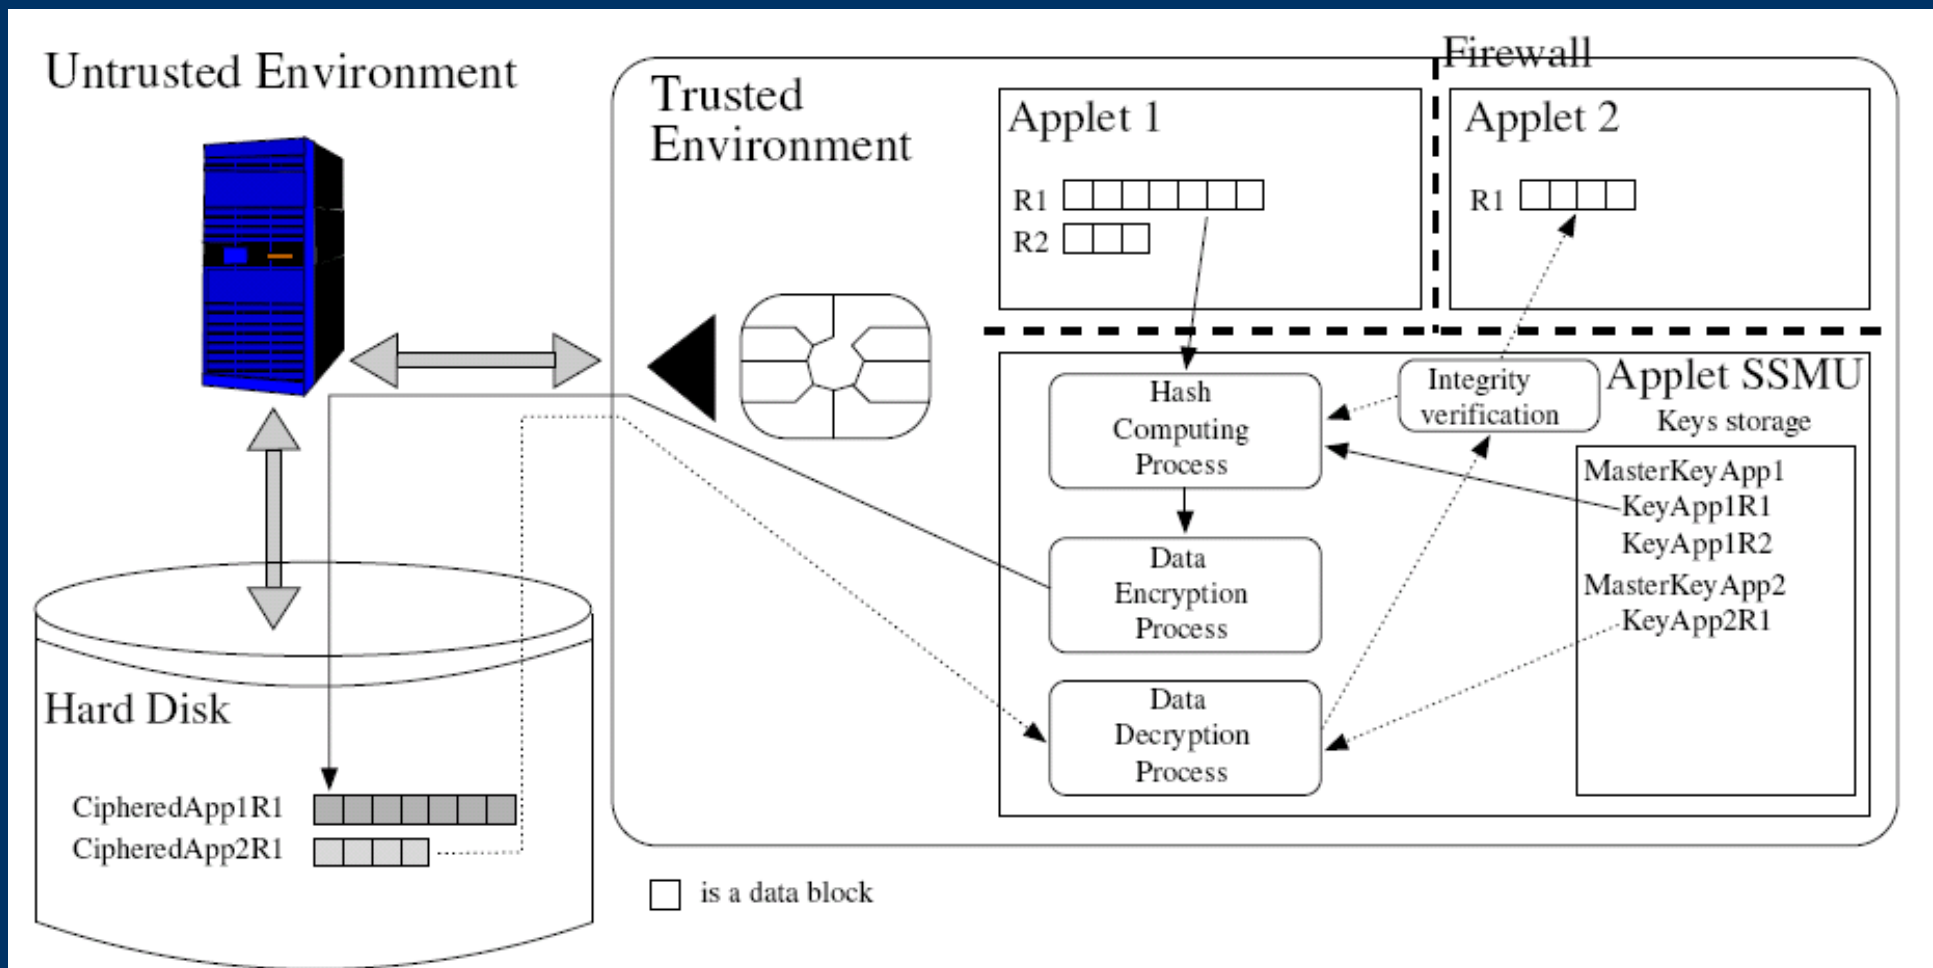 Untrusted Environment
Trusted
Environment
Firewall
Applet 1
R1
R2
Applet 2
R1
Applet SSMU
Hash
Computing
Process
Integrity
verification
Keys storage
MasterKeyApp1
KeyApp1R1
KeyApp1R2
MasterKeyApp2
KeyApp2R1
Data
Encryption
Process
Data
Decryption
Process
Hard Disk
CipheredApp1R1
CipheredApp2R1
is a data block